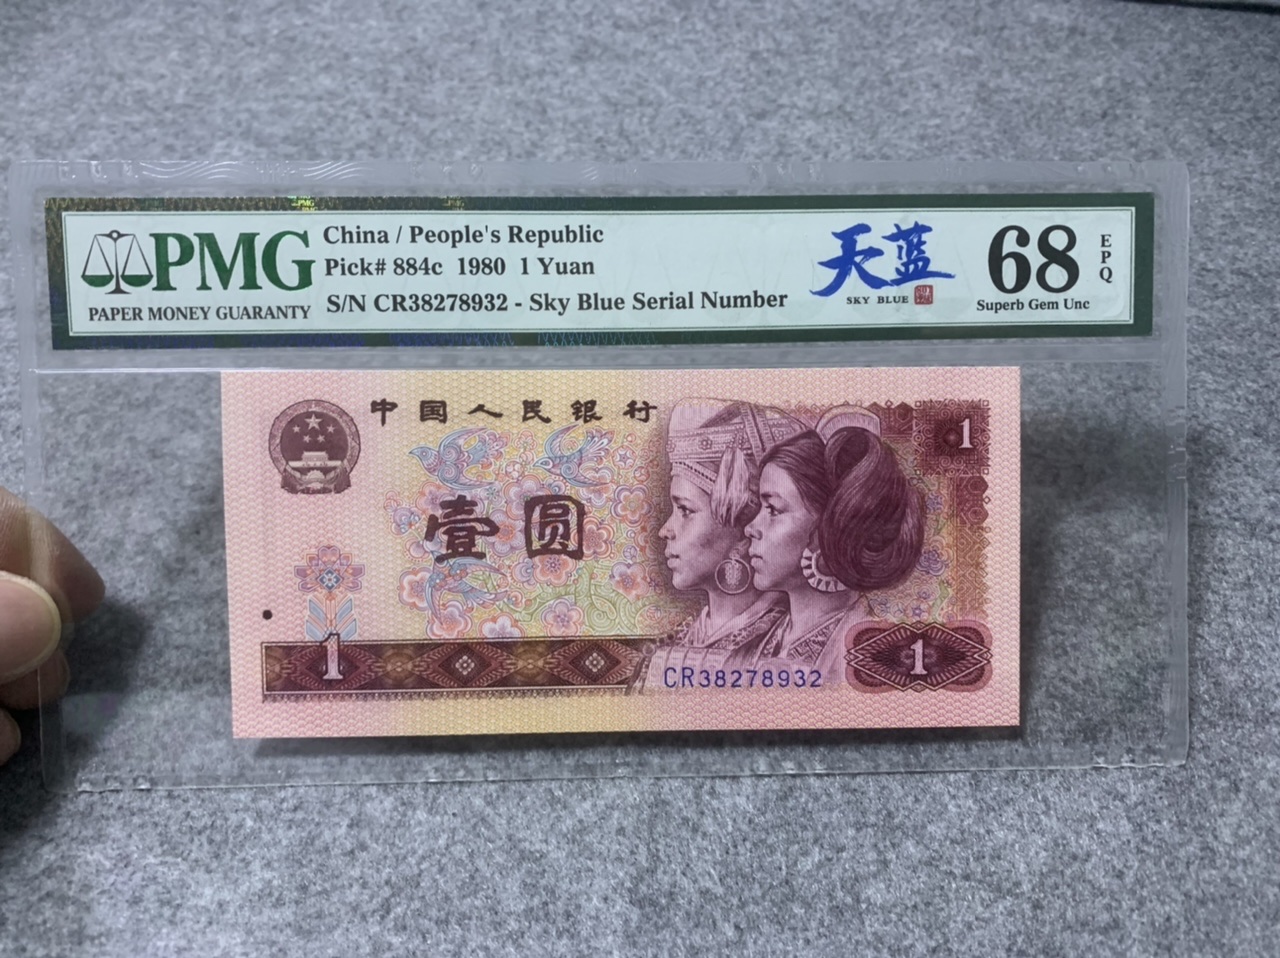 PMG
PAPER MONEY GUARANTY
China / People's Republic
Pick# 884c 1980 1 Yuan
S/N CR38278932 - Sky Blue Serial Number
天蓝
SKY BLUE
68
EPQ
Superb Gem Unc
中国人民银行
1
壹圆
1
CR38278932
1